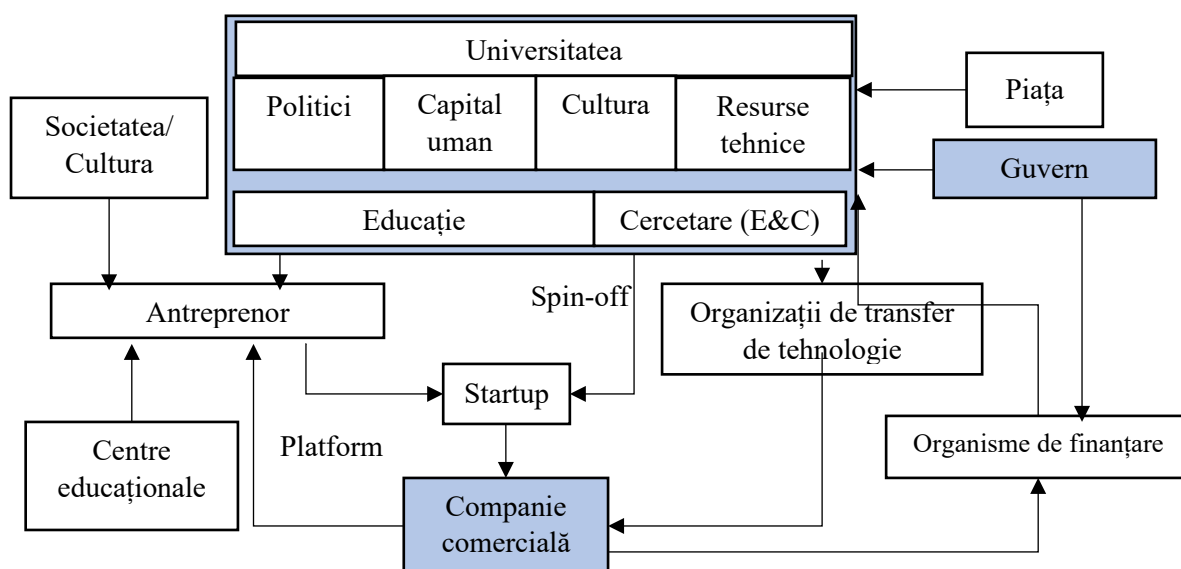 Universitatea
Politici
Capital
uman
Cultura
Resurse
tehnice
Piața
Societatea/
Cultura
Guvern
Educație
Cercetare (E&C)
Antreprenor
Spin-off
Organizații de transfer
de tehnologie
Startup
Centre
educaționale
Platform
Organisme de finanțare
Companie
comercială